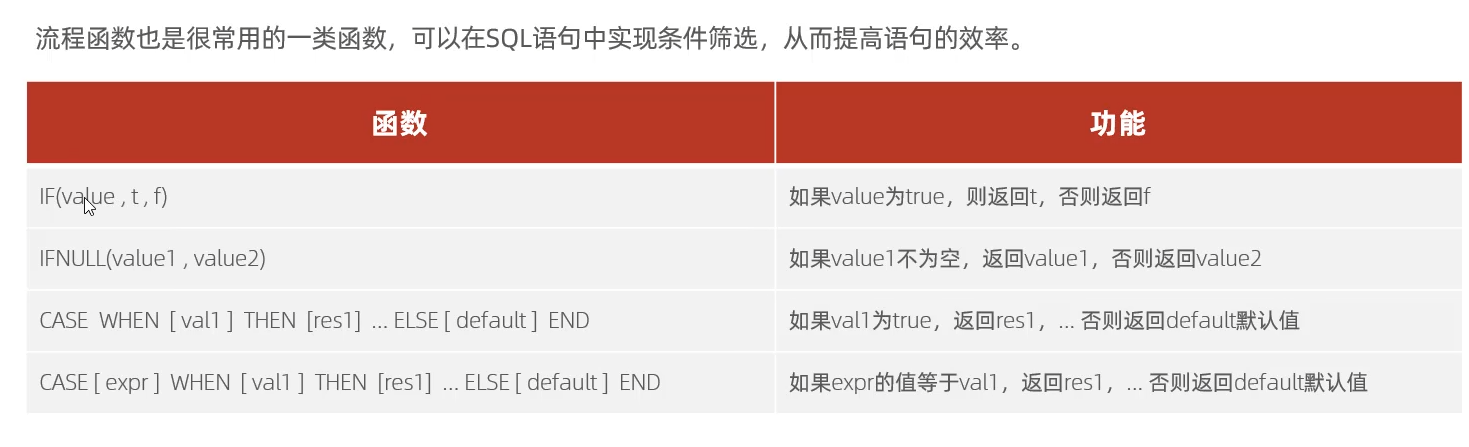 流程函数也是很常用的一类函数，可以在SQL语句中实现条件筛选，从而提高语句的效率。
函数 功能
IF(value , t , f) 如果value为true，则返回t，否则返回f
IFNULL(value1 , value2) 如果value1不为空，返回value1，否则返回value2
CASE WHEN [ val1 ] THEN [res1] ... ELSE [ default ] END 如果val1为true，返回res1，... 否则返回default默认值
CASE [ expr ] WHEN [ val1 ] THEN [res1] ... ELSE [ default ] END 如果expr的值等于val1，返回res1，... 否则返回default默认值